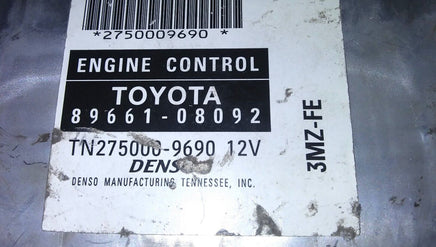 *2750009690*
ENGINE CONTROL
TOYOTA
89661-08092
TN275000-9690 12V
DENSO
DENSO MANUFACTURING TENNESSEE, INC.
3MZ-FE